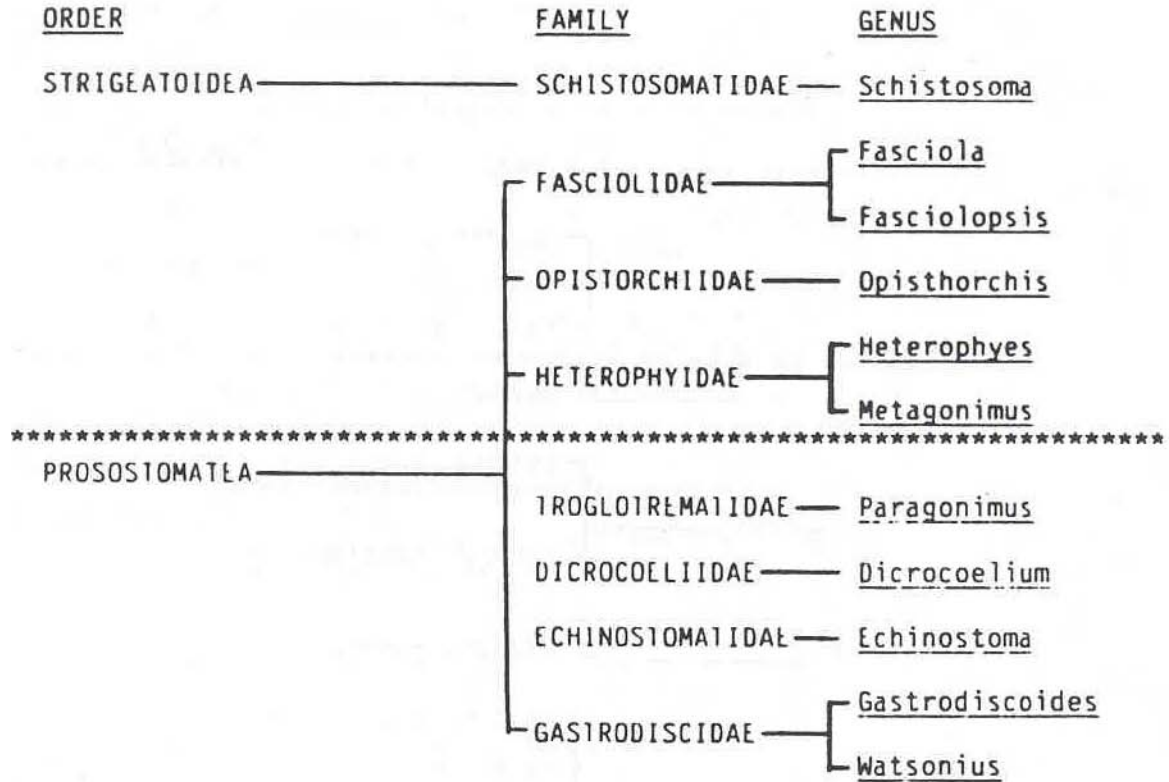 ORDER FAMILY GENUS
STRIGEATOIDEA SCHISTOSOMATIDAE Schistosoma
Fasciola
FASCIOLIDAE
Fasciolopsis
OPISTORCHIIDAE Opisthorchis
Heterophyes
HETEROPHYIDAE
Metagonimus
****************************************************************************************
PROSOSTOMATEA
TROGLOTREMATIDAE Paragonimus
DICROCOELIIDAE Dicrocoelium
ECHINOSTOMATIDAE Echinostoma
Gastrodiscoides
GASTRODISCIDAE
Watsonius